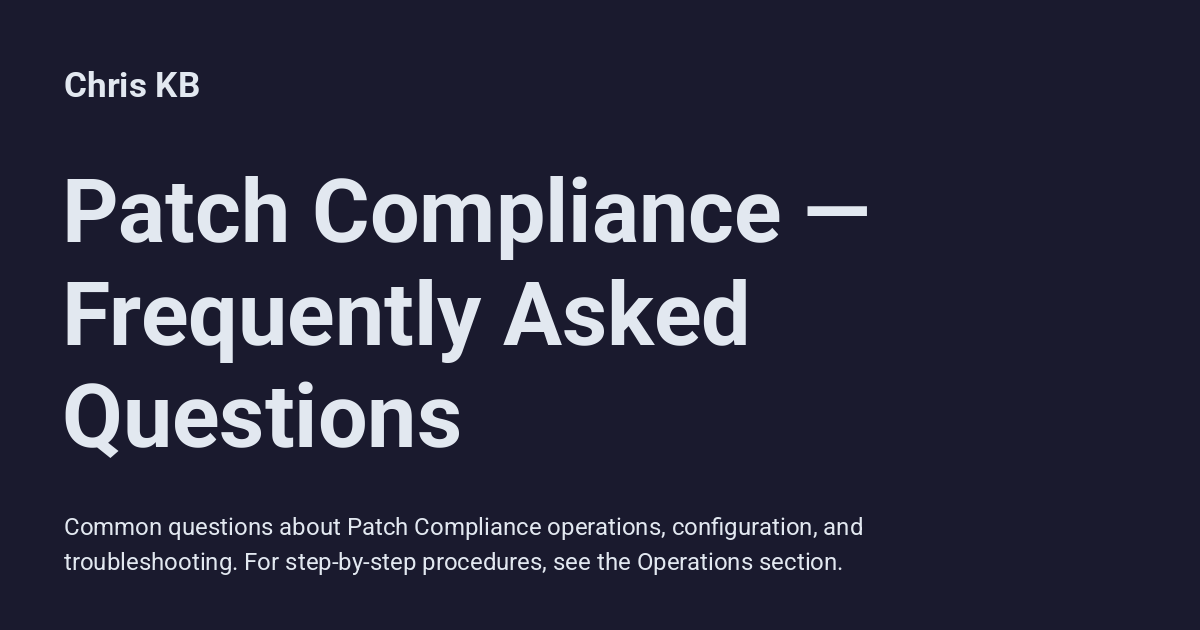 Chris KB
Patch Compliance —
Frequently Asked
Questions
Common questions about Patch Compliance operations, configuration, and
troubleshooting. For step-by-step procedures, see the Operations section.